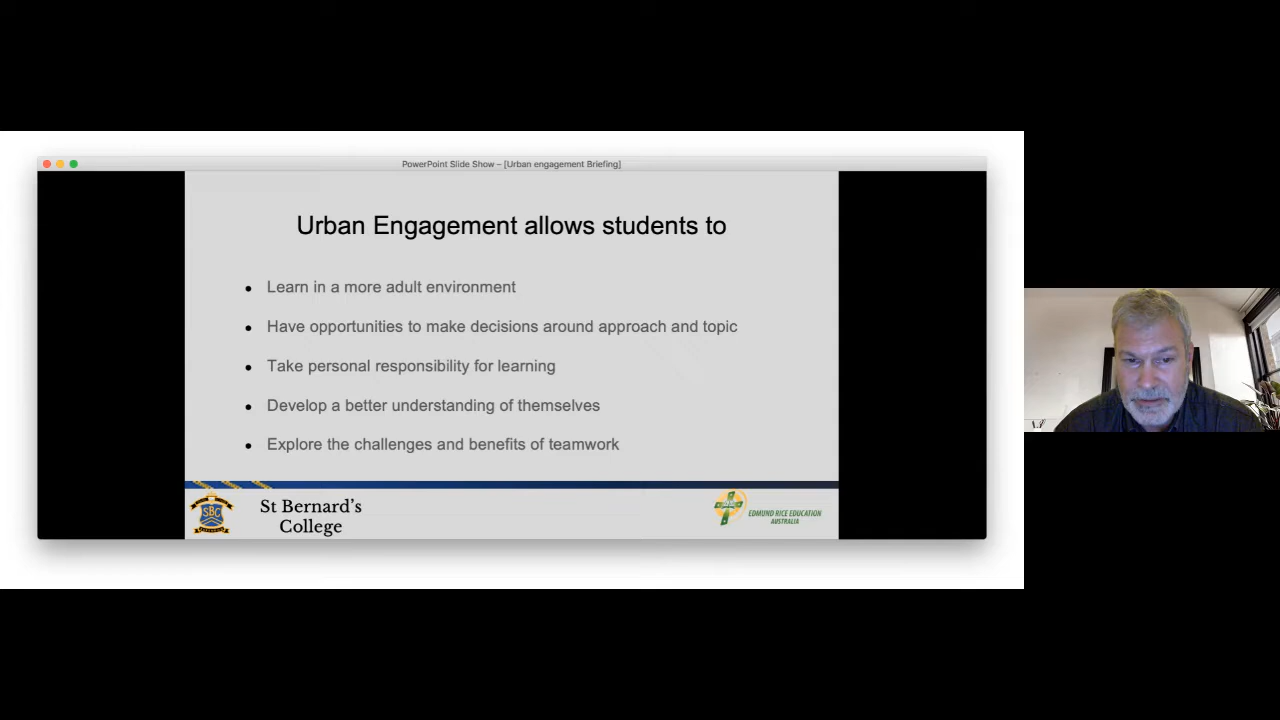 PowerPoint Slide Show – [Urban engagement Briefing]
Urban Engagement allows students to
Learn in a more adult environment
Have opportunities to make decisions around approach and topic
Take personal responsibility for learning
Develop a better understanding of themselves
Explore the challenges and benefits of teamwork
SBC
St Bernard’s
College
EDMUND RICE EDUCATION
AUSTRALIA